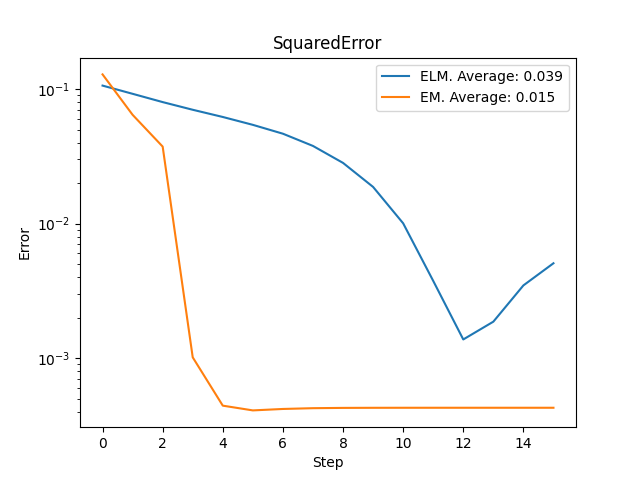 SquaredError
ELM. Average: 0.039
EM. Average: 0.015
Error
10⁻¹
10⁻²
10⁻³
0 2 4 6 8 10 12 14
Step